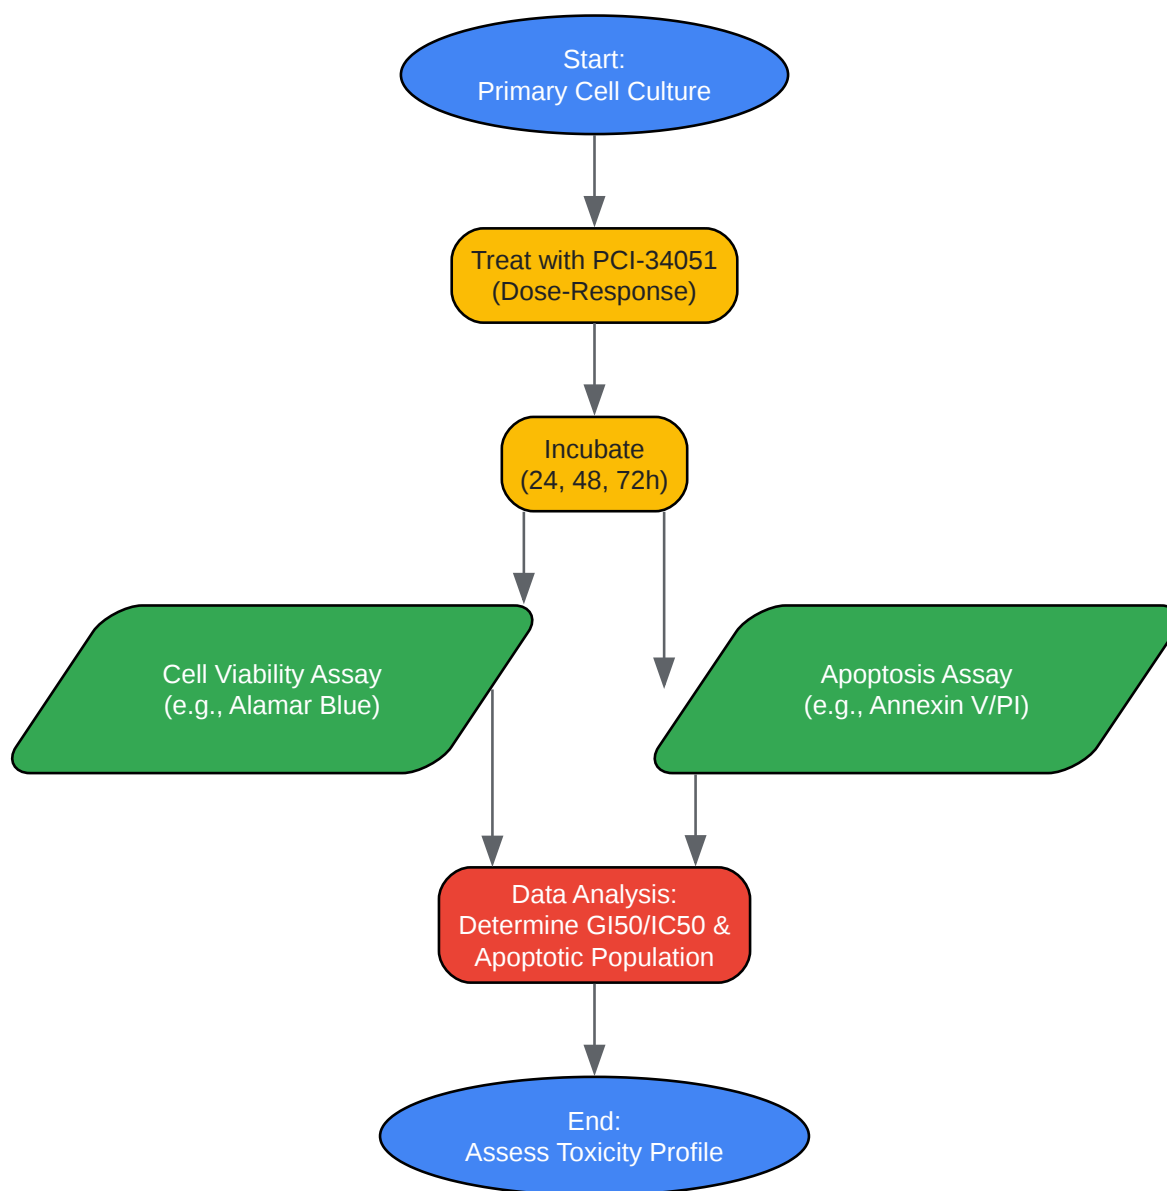 Start:
Primary Cell Culture
Treat with PCI-34051
(Dose-Response)
Incubate
(24, 48, 72h)
Cell Viability Assay
(e.g., Alamar Blue)
Apoptosis Assay
(e.g., Annexin V/PI)
Data Analysis:
Determine GI50/IC50 &
Apoptotic Population
End:
Assess Toxicity Profile